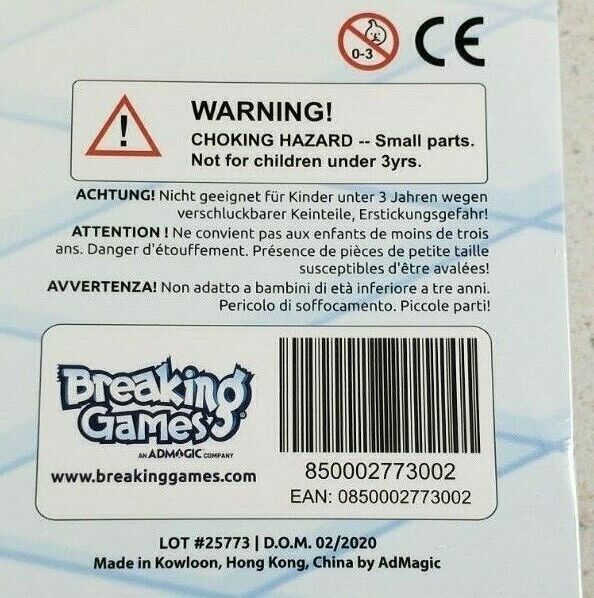 0-3 CE
WARNING!
CHOKING HAZARD -- Small parts.
Not for children under 3yrs.
ACHTUNG! Nicht geeignet für Kinder unter 3 Jahren wegen
verschluckbarer Keinteile, Erstickungsgefahr!
ATTENTION ! Ne convient pas aux enfants de moins de trois
ans. Danger d'étouffement. Présence de pièces de petite taille
susceptibles d'être avalées!
AVVERTENZA! Non adatto a bambini di età inferiore a tre anni.
Pericolo di soffocamento. Piccole parti!
Breaking
Games
AN ADMAGIC COMPANY
www.breakinggames.com
850002773002
EAN: 0850002773002
LOT #25773 | D.O.M. 02/2020
Made in Kowloon, Hong Kong, China by AdMagic